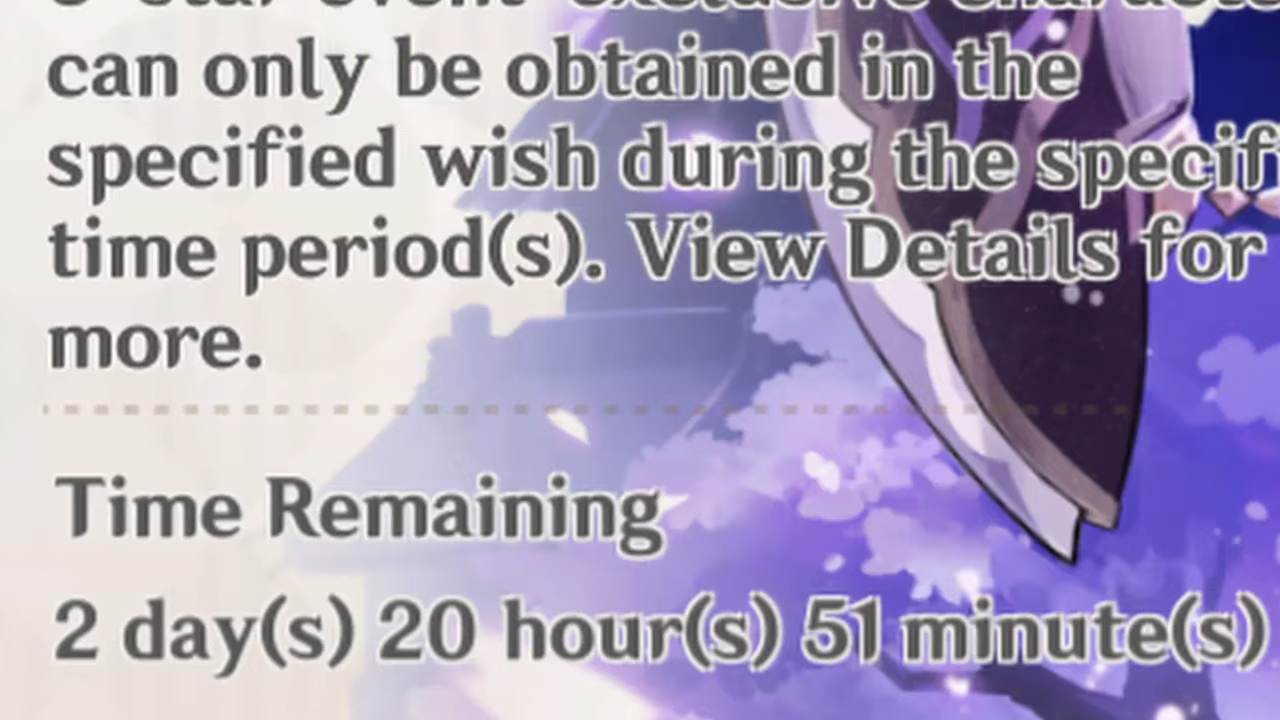 can only be obtained in the
specified wish during the specif
time period(s). View Details for
more.
Time Remaining
2 day(s) 20 hour(s) 51 minute(s)